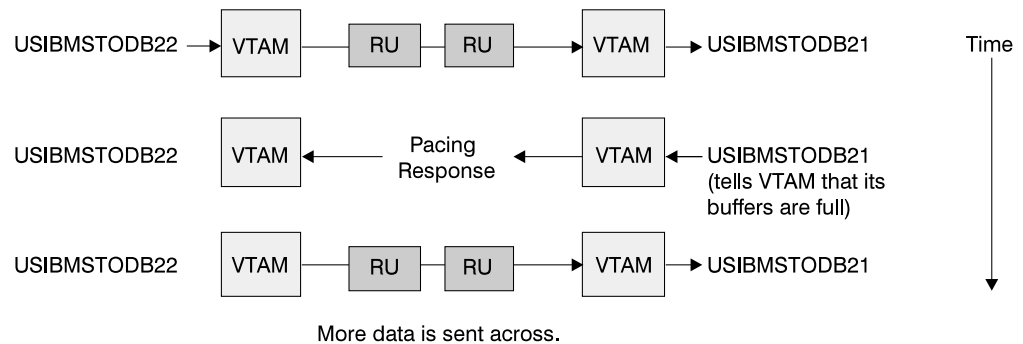 USIBMSTODB22 VTAM RU RU VTAM USIBMSTODB21 Time
USIBMSTODB22 VTAM Pacing Response VTAM USIBMSTODB21
(tells VTAM that its
buffers are full)
USIBMSTODB22 VTAM RU RU VTAM USIBMSTODB21
More data is sent across.